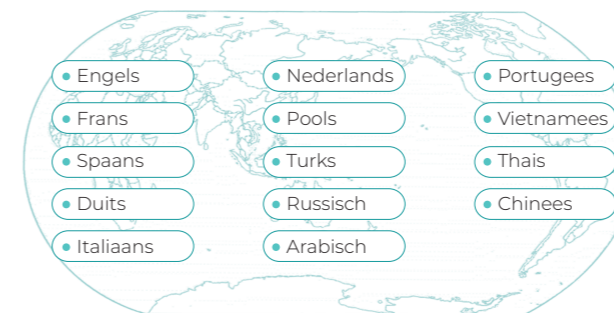 Engels
Nederlands
Portugees
Frans
Pools
Vietnamees
Spaans
Turks
Thais
Duits
Russisch
Chinees
Italiaans
Arabisch